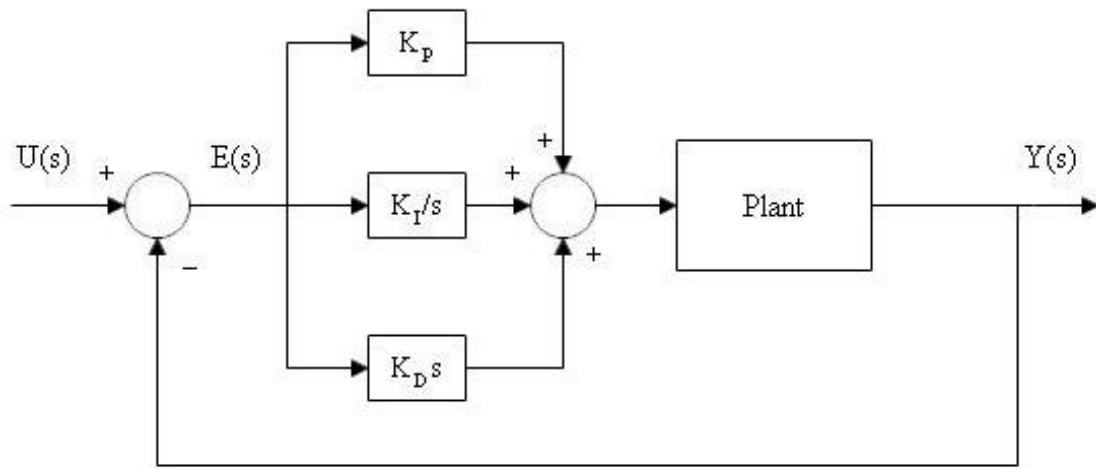 K_P
U(s)
+
E(s)
+
+
K_I/s
Plant
Y(s)
−
+
K_D s